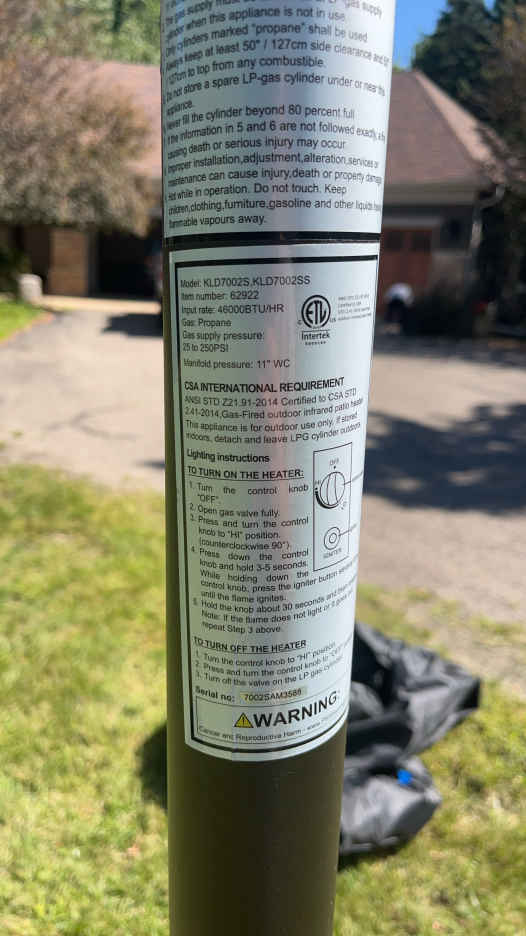 The gas supply must LP-gas supply
cylinder when this appliance is not in use.
Only cylinders marked "propane" shall be used
Always keep at least 50" / 127cm side clearance and 50"
/127cm to top from any combustible.
Do not store a spare LP-gas cylinder under or near this
appliance.
Never fill the cylinder beyond 80 percent full
If the information in 5 and 6 are not followed exactly, a fire
causing death or serious injury may occur.
Improper installation,adjustment,alteration,services or
maintenance can cause injury,death or property damage
Hot while in operation. Do not touch. Keep
children,clothing,furniture,gasoline and other liquids having
flammable vapours away.
Model: KLD7002S,KLD7002SS
Item number: 62922
Input rate: 46000BTU/HR
Gas: Propane
Gas supply pressure:
25 to 250PSI
Manifold pressure: 11" WC
C ETL US
Intertek
CSA INTERNATIONAL REQUIREMENT
ANSI STD Z21.91-2014 Certified to CSA STD
2.41-2014,Gas-Fired outdoor infrared patio heater
This appliance is for outdoor use only. If stored
indoors, detach and leave LPG cylinder outdoors.
Lighting instructions
TO TURN ON THE HEATER:
1. Turn the control knob
"OFF".
2. Open gas valve fully.
3. Press and turn the control
knob to "HI" position.
(counterclockwise 90°).
4. Press down the control
knob and hold 3-5 seconds.
While holding down the
control knob, press the igniter button
until the flame ignites.
5. Hold the knob about 30 seconds and then
Note: If the flame does not light or it goes
repeat Step 3 above.
OFF
HI
LO
IGNITER
TO TURN OFF THE HEATER
1. Turn the control knob to "HI" position
2. Press and turn the control knob to "OFF"
3. Turn off the valve on the LP gas cylinder
Serial no: 7002SAM3588
WARNING:
Cancer and Reproductive Harm - www.